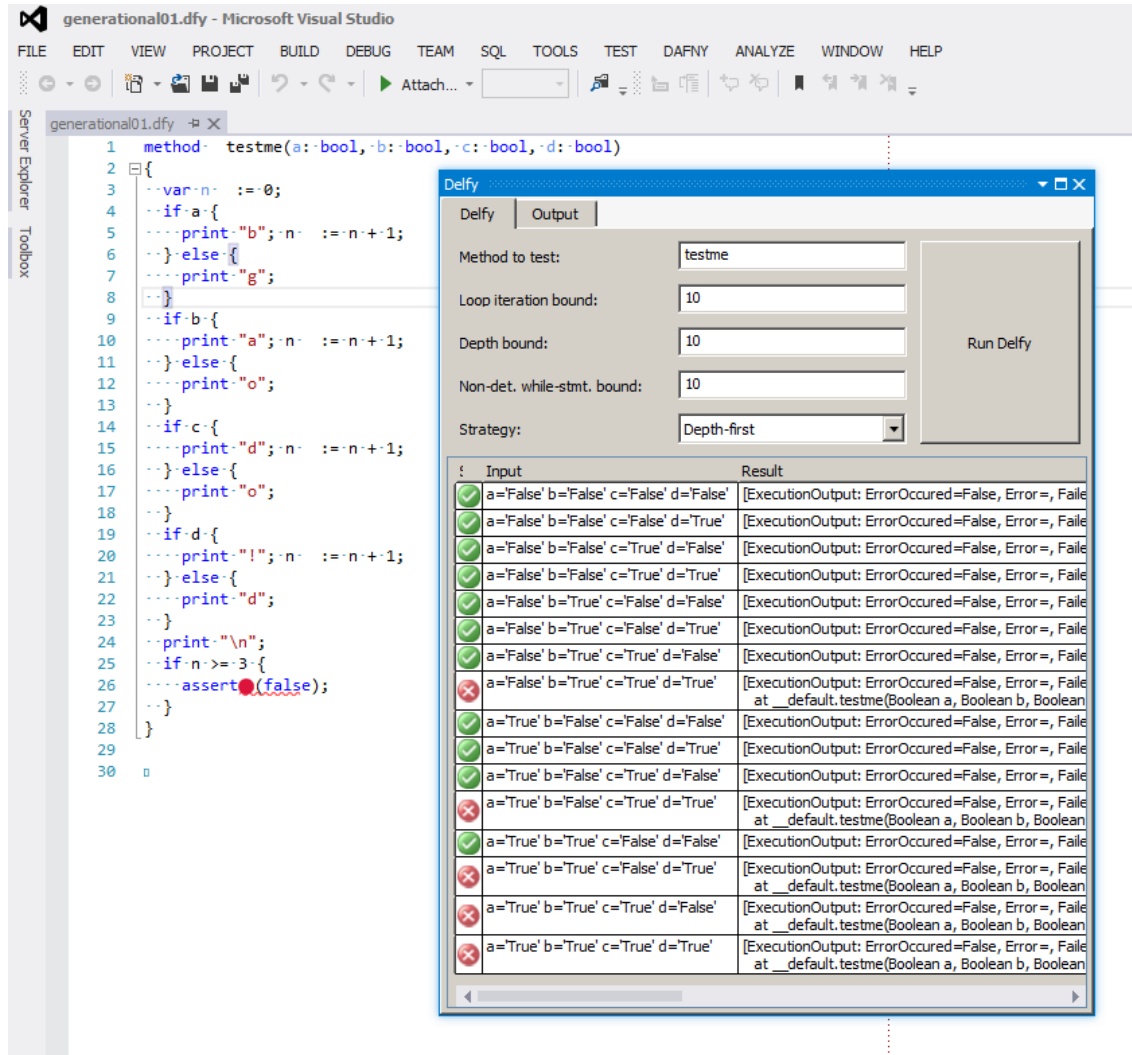 generational01.dfy - Microsoft Visual Studio
FILE EDIT VIEW PROJECT BUILD DEBUG TEAM SQL TOOLS TEST DAFNY ANALYZE WINDOW HELP
Attach...
Server Explorer
Toolbox
generational01.dfy
1 method testme(a: bool, b: bool, c: bool, d: bool)
2 {
3 var n := 0;
4 if a {
5 print "b"; n := n + 1;
6 } else {
7 print "g";
8 }
9 if b {
10 print "a"; n := n + 1;
11 } else {
12 print "o";
13 }
14 if c {
15 print "d"; n := n + 1;
16 } else {
17 print "o";
18 }
19 if d {
20 print "!"; n := n + 1;
21 } else {
22 print "d";
23 }
24 print "\n";
25 if n >= 3 {
26 assert (false);
27 }
28 }
29
30
Delfy
Delfy Output
Method to test: testme
Loop iteration bound: 10
Depth bound: 10
Non-det. while-stmt. bound: 10
Strategy: Depth-first
Run Delfy
Input Result
a='False' b='False' c='False' d='False' [ExecutionOutput: ErrorOccured=False, Error=, Faile
a='False' b='False' c='False' d='True' [ExecutionOutput: ErrorOccured=False, Error=, Faile
a='False' b='False' c='True' d='False' [ExecutionOutput: ErrorOccured=False, Error=, Faile
a='False' b='False' c='True' d='True' [ExecutionOutput: ErrorOccured=False, Error=, Faile
a='False' b='True' c='False' d='False' [ExecutionOutput: ErrorOccured=False, Error=, Faile
a='False' b='True' c='False' d='True' [ExecutionOutput: ErrorOccured=False, Error=, Faile
a='False' b='True' c='True' d='False' [ExecutionOutput: ErrorOccured=False, Error=, Faile
a='False' b='True' c='True' d='True' [ExecutionOutput: ErrorOccured=False, Error=, Faile
at __default.testme(Boolean a, Boolean b, Boolean
a='True' b='False' c='False' d='False' [ExecutionOutput: ErrorOccured=False, Error=, Faile
a='True' b='False' c='False' d='True' [ExecutionOutput: ErrorOccured=False, Error=, Faile
a='True' b='False' c='True' d='False' [ExecutionOutput: ErrorOccured=False, Error=, Faile
a='True' b='False' c='True' d='True' [ExecutionOutput: ErrorOccured=False, Error=, Faile
at __default.testme(Boolean a, Boolean b, Boolean
a='True' b='True' c='False' d='False' [ExecutionOutput: ErrorOccured=False, Error=, Faile
a='True' b='True' c='False' d='True' [ExecutionOutput: ErrorOccured=False, Error=, Faile
at __default.testme(Boolean a, Boolean b, Boolean
a='True' b='True' c='True' d='False' [ExecutionOutput: ErrorOccured=False, Error=, Faile
at __default.testme(Boolean a, Boolean b, Boolean
a='True' b='True' c='True' d='True' [ExecutionOutput: ErrorOccured=False, Error=, Faile
at __default.testme(Boolean a, Boolean b, Boolean